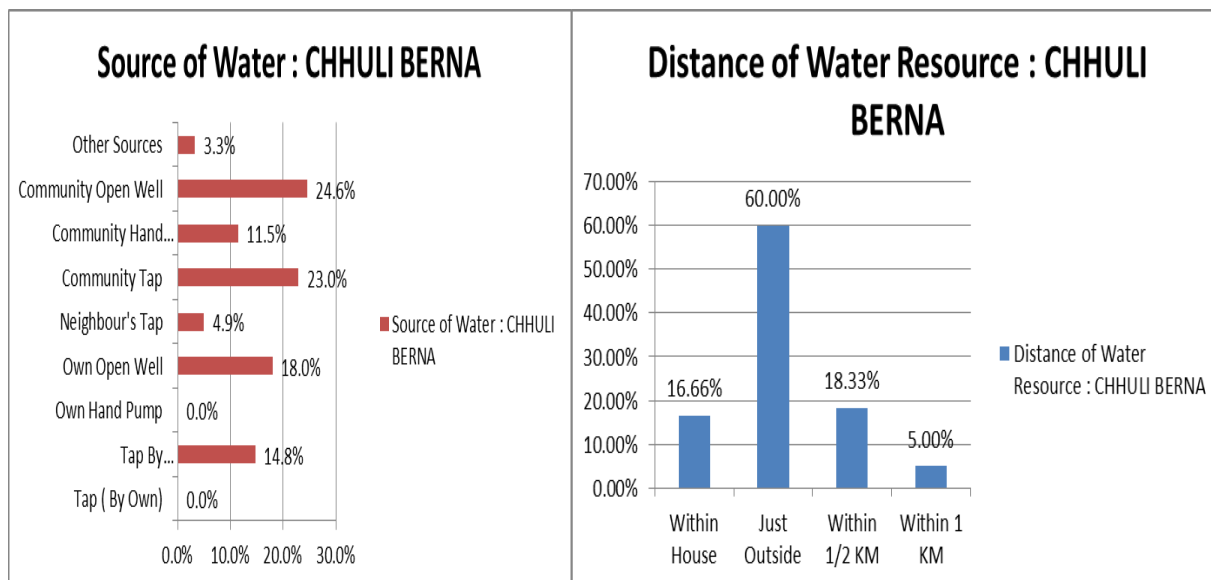 Source of Water : CHHULI BERNA
Other Sources
3.3%
Community Open Well
24.6%
Community Hand...
11.5%
Community Tap
23.0%
Neighbour's Tap
4.9%
Own Open Well
18.0%
Own Hand Pump
0.0%
Tap By...
14.8%
Tap ( By Own)
0.0%
0.0% 10.0% 20.0% 30.0%
Source of Water : CHHULI
BERNA
Distance of Water Resource : CHHULI
BERNA
70.00%
60.00%
50.00%
40.00%
30.00%
20.00%
10.00%
0.00%
16.66%
60.00%
18.33%
5.00%
Within
House
Just
Outside
Within
1/2 KM
Within 1
KM
Distance of Water
Resource : CHHULI BERNA